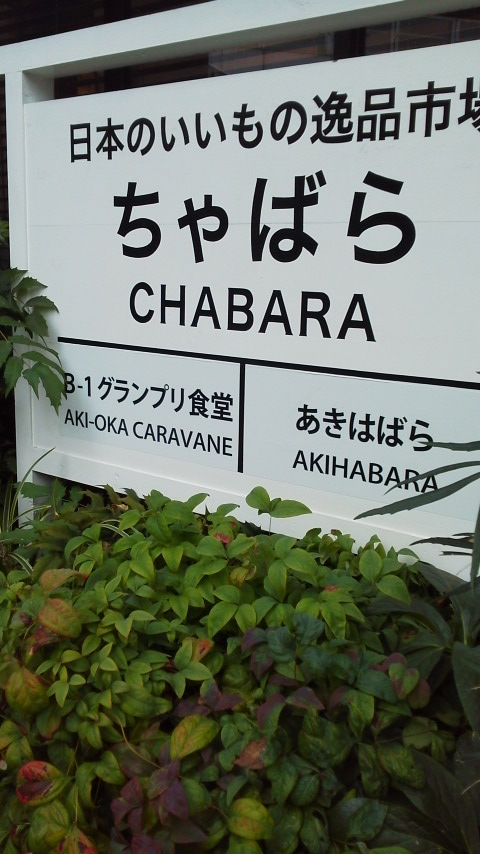 日本のいいもの逸品市場
ちゃばら
CHABARA
B-1グランプリ食堂
AKI-OKA CARAVANE
あきはばら
AKIHABARA